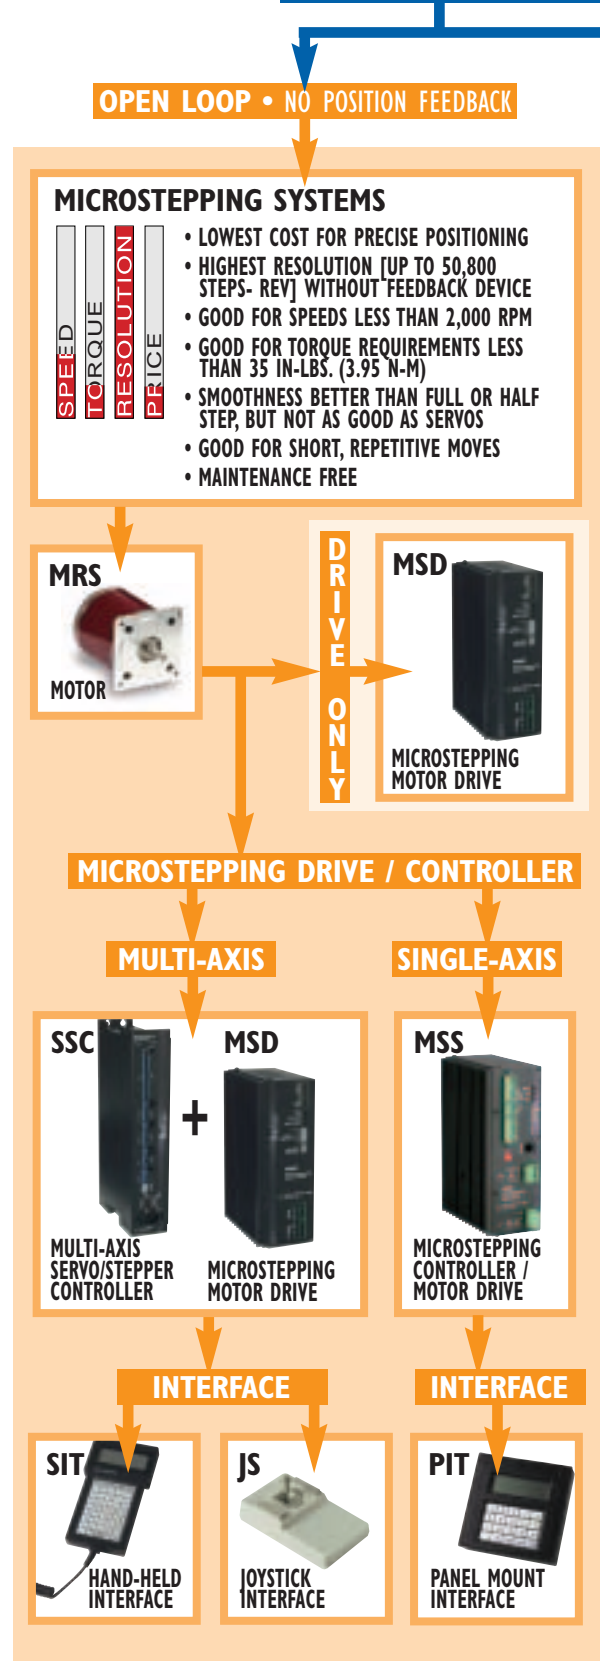 OPEN LOOP • NO POSITION FEEDBACK
MICROSTEPPING SYSTEMS
SPEED
TORQUE
RESOLUTION
PRICE
• LOWEST COST FOR PRECISE POSITIONING
• HIGHEST RESOLUTION [UP TO 50,800
STEPS- REV] WITHOUT FEEDBACK DEVICE
• GOOD FOR SPEEDS LESS THAN 2,000 RPM
• GOOD FOR TORQUE REQUIREMENTS LESS
THAN 35 IN-LBS. (3.95 N-M)
• SMOOTHNESS BETTER THAN FULL OR HALF
STEP, BUT NOT AS GOOD AS SERVOS
• GOOD FOR SHORT, REPETITIVE MOVES
• MAINTENANCE FREE
MRS
MOTOR
DRIVE ONLY
MSD
MICROSTEPPING
MOTOR DRIVE
MICROSTEPPING DRIVE / CONTROLLER
MULTI-AXIS
SINGLE-AXIS
SSC
+
MSD
MULTI-AXIS
SERVO/STEPPER
CONTROLLER
MICROSTEPPING
MOTOR DRIVE
MSS
MICROSTEPPING
CONTROLLER /
MOTOR DRIVE
INTERFACE
INTERFACE
SIT
HAND-HELD
INTERFACE
JS
JOYSTICK
INTERFACE
PIT
PANEL MOUNT
INTERFACE